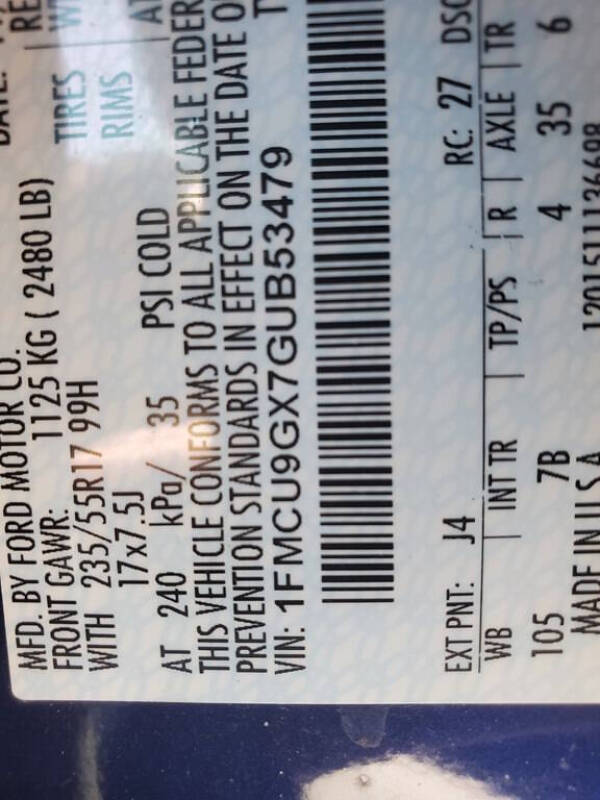 MFD. BY FORD MOTOR CO.
FRONT GAWR: 1125 KG ( 2480 LB)
WITH 235/55R17 99H TIRES
17x7.5J RIMS
AT 240 kPa/ 35 PSI COLD
THIS VEHICLE CONFORMS TO ALL APPLICABLE FEDER
PREVENTION STANDARDS IN EFFECT ON THE DATE O
VIN: 1FMCU9GX7GUB53479
EXT PNT: J4 RC: 27 DSO
WB INT TR TP/PS R AXLE TR
105 7B 4 35 6
MADE IN U S A